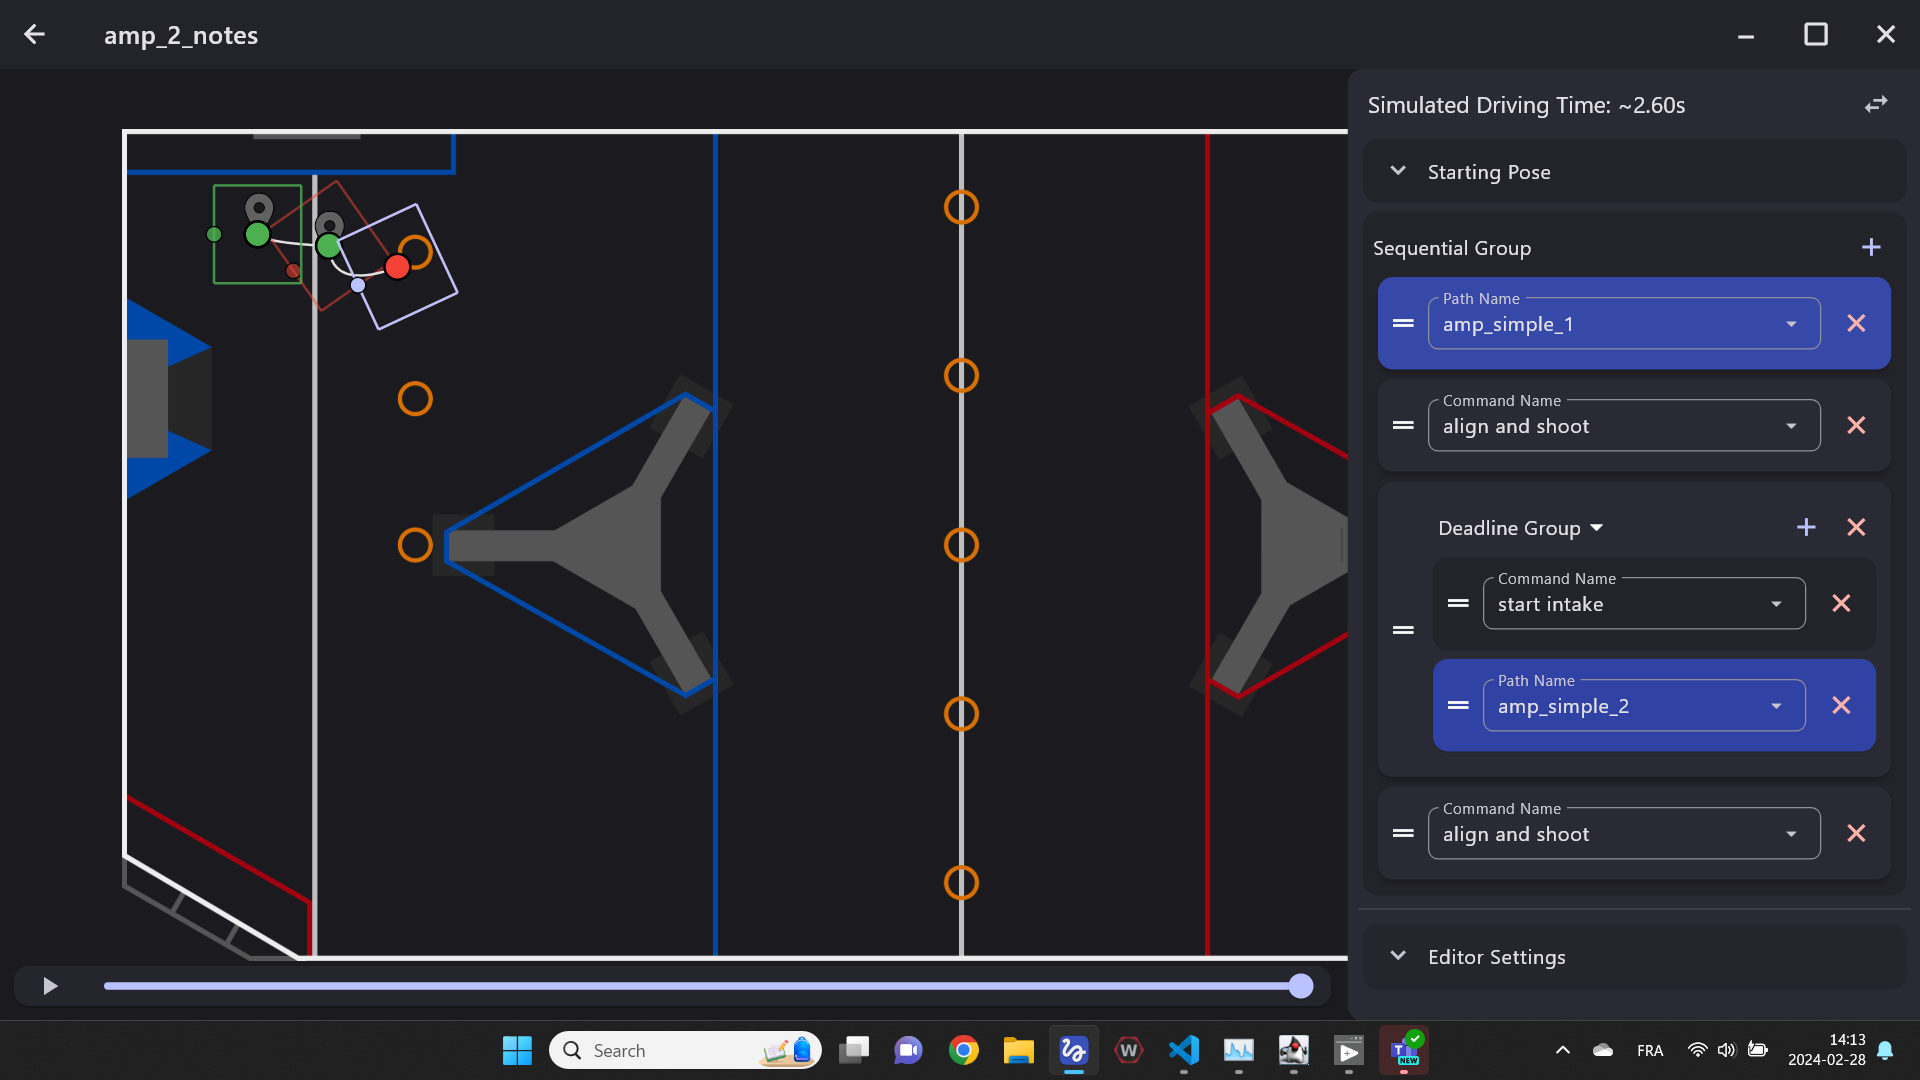 amp_2_notes
Simulated Driving Time: ~2.60s
Starting Pose
Sequential Group
Path Name
amp_simple_1
Command Name
align and shoot
Deadline Group
Command Name
start intake
Path Name
amp_simple_2
Command Name
align and shoot
Editor Settings
Search
W
T
NEW
FRA
14:13
2024-02-28